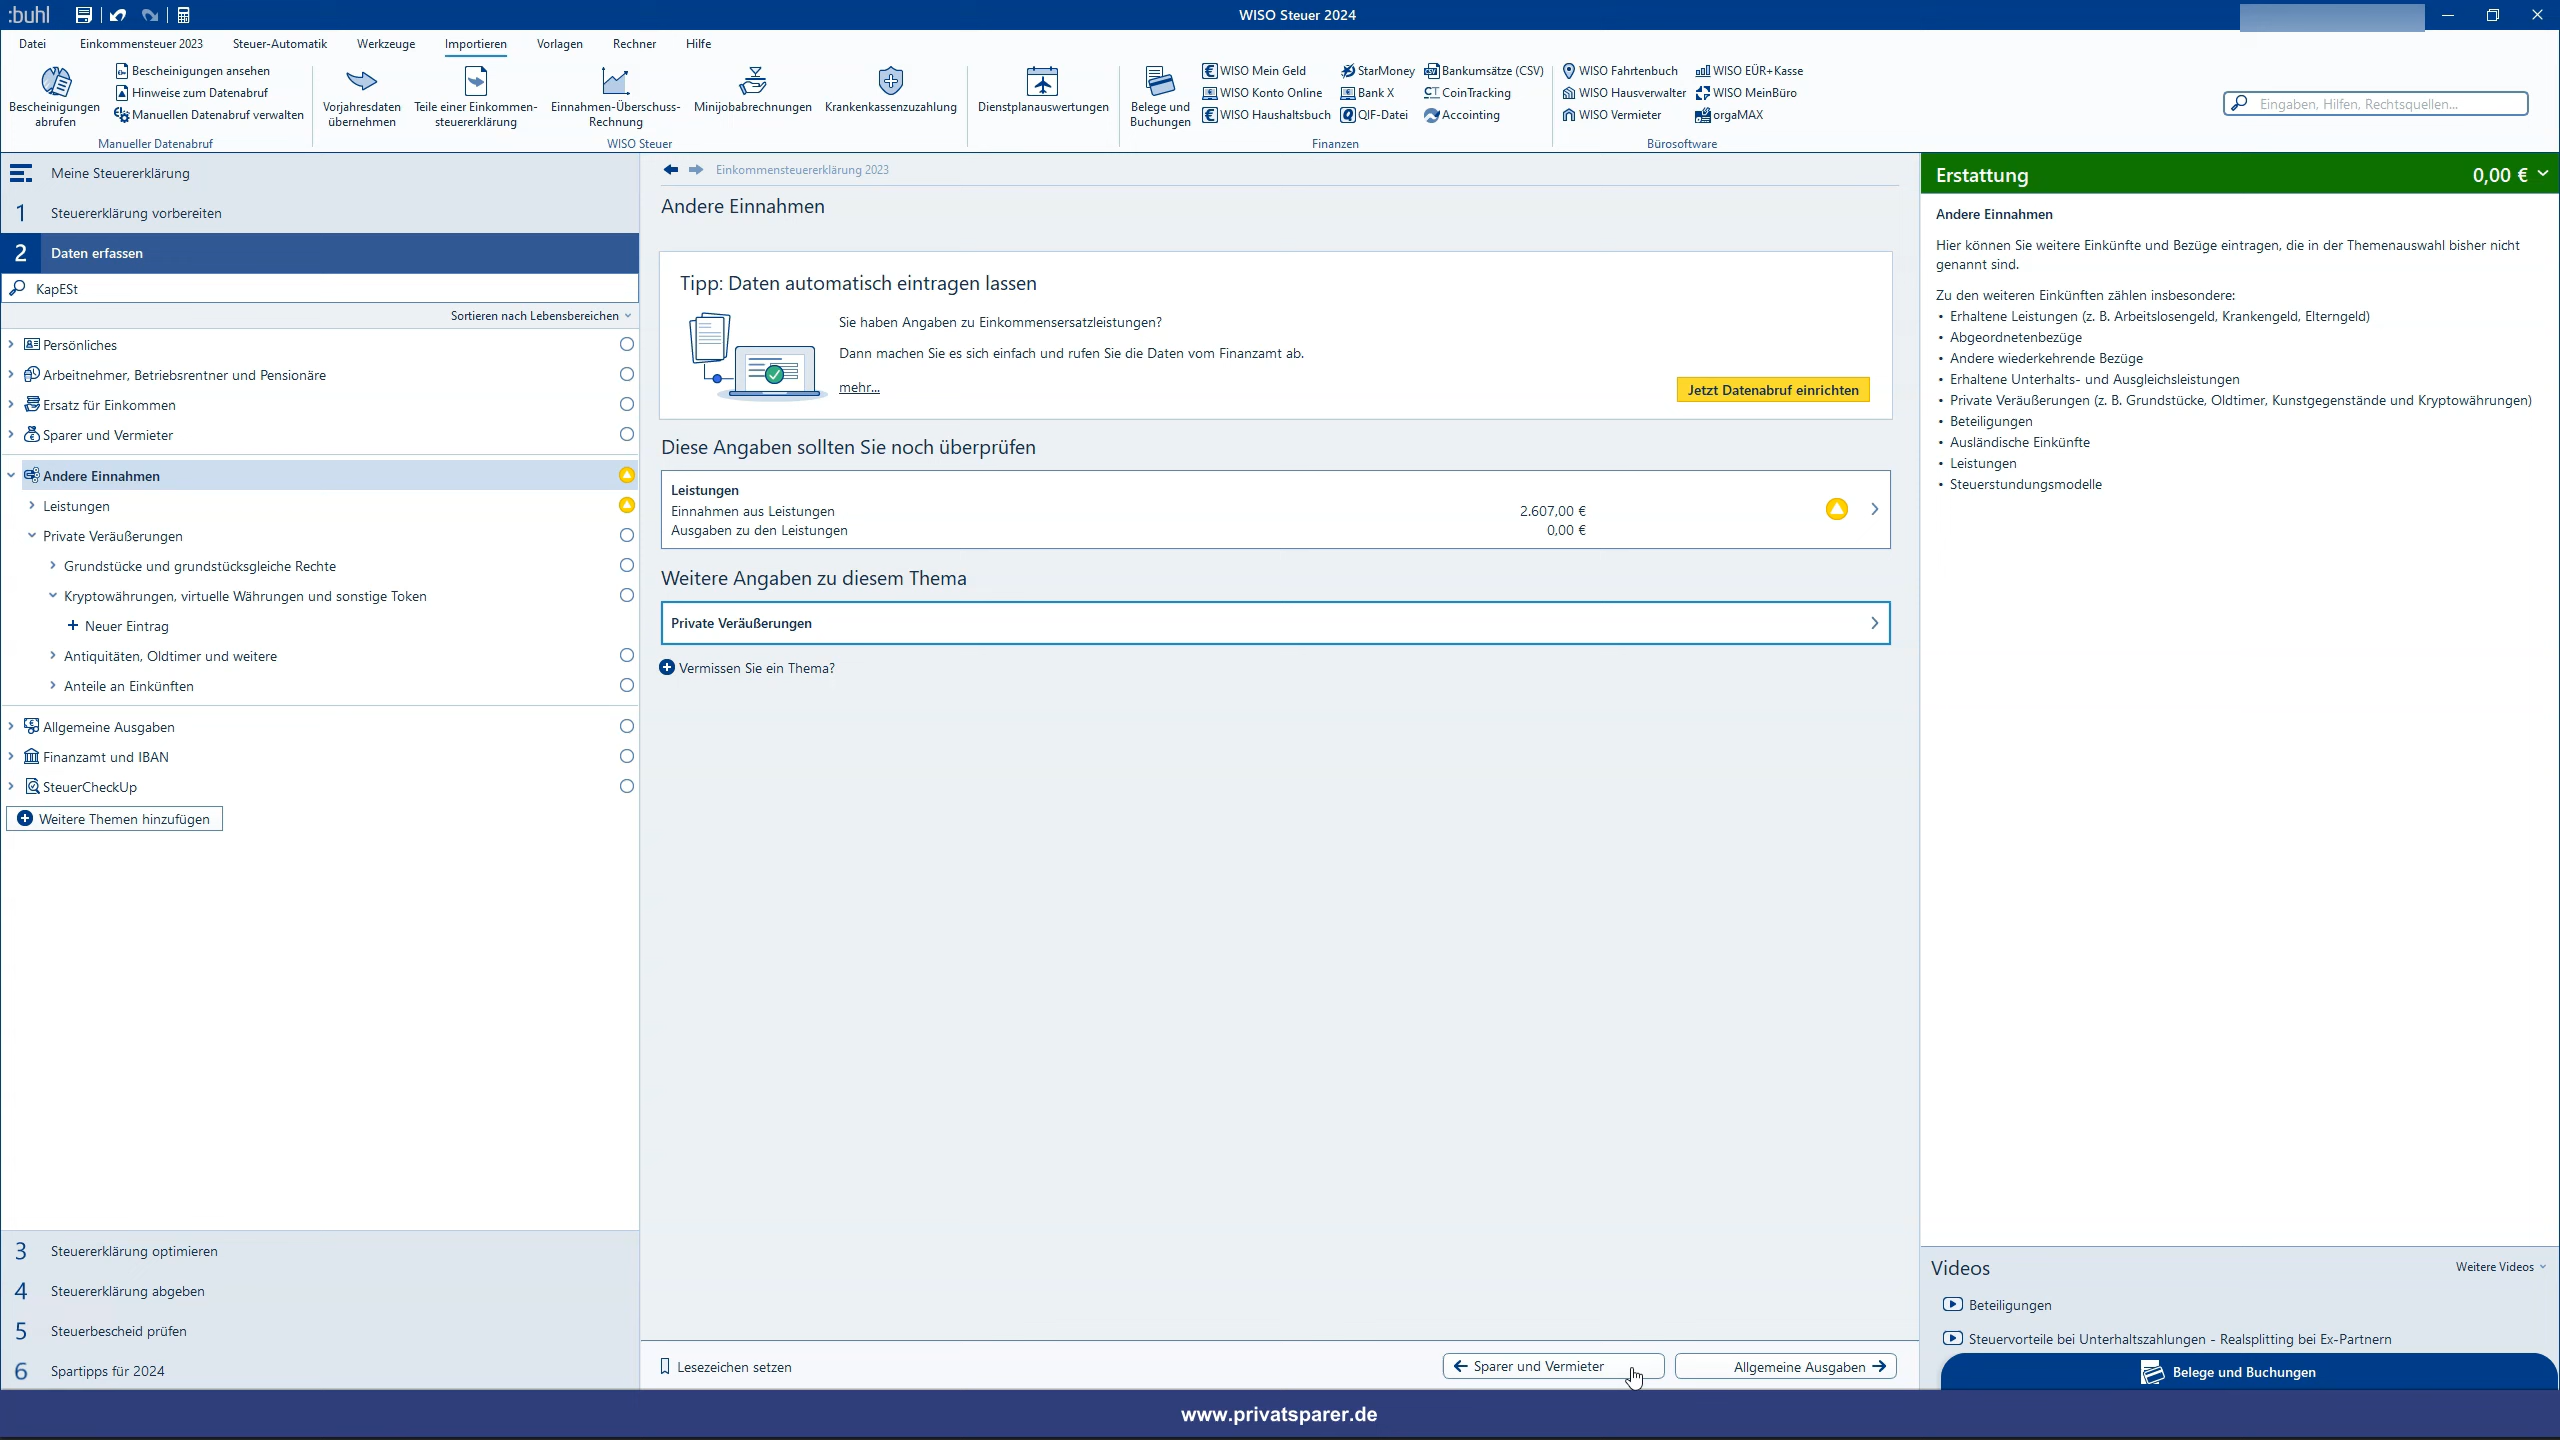 :buhl
WISO Steuer 2024
Datei
Einkommensteuer 2023
Steuer-Automatik
Werkzeuge
Importieren
Vorlagen
Rechner
Hilfe
Bescheinigungen
abrufen
Bescheinigungen ansehen
Hinweise zum Datenabruf
Manuellen Datenabruf verwalten
Manueller Datenabruf
Vorjahresdaten
übernehmen
Teile einer Einkommen-
steuererklärung
Einnahmen-Überschuss-
Rechnung
Minijobabrechnungen
Krankenkassenzuzahlung
WISO Steuer
Dienstplanauswertungen
Belege und
Buchungen
WISO Mein Geld
WISO Konto Online
WISO Haushaltsbuch
StarMoney
Bank X
QIF-Datei
Bankumsätze (CSV)
CoinTracking
Accointing
Finanzen
WISO Fahrtenbuch
WISO Hausverwalter
WISO Vermieter
WISO EÜR+Kasse
WISO MeinBüro
orgaMAX
Bürosoftware
Eingaben, Hilfen, Rechtsquellen...
Meine Steuererklärung
1 Steuererklärung vorbereiten
2 Daten erfassen
KapESt
Sortieren nach Lebensbereichen
Persönliches
Arbeitnehmer, Betriebsrentner und Pensionäre
Ersatz für Einkommen
Sparer und Vermieter
Andere Einnahmen
Leistungen
Private Veräußerungen
Grundstücke und grundstücksgleiche Rechte
Kryptowährungen, virtuelle Währungen und sonstige Token
+ Neuer Eintrag
Antiquitäten, Oldtimer und weitere
Anteile an Einkünften
Allgemeine Ausgaben
Finanzamt und IBAN
SteuerCheckUp
Weitere Themen hinzufügen
3 Steuererklärung optimieren
4 Steuererklärung abgeben
5 Steuerbescheid prüfen
6 Spartipps für 2024
Einkommensteuererklärung 2023
Andere Einnahmen
Tipp: Daten automatisch eintragen lassen
Sie haben Angaben zu Einkommensersatzleistungen?
Dann machen Sie es sich einfach und rufen Sie die Daten vom Finanzamt ab.
mehr...
Jetzt Datenabruf einrichten
Diese Angaben sollten Sie noch überprüfen
Leistungen
Einnahmen aus Leistungen 2.607,00 €
Ausgaben zu den Leistungen 0,00 €
Weitere Angaben zu diesem Thema
Private Veräußerungen
Vermissen Sie ein Thema?
Lesezeichen setzen
Sparer und Vermieter
Allgemeine Ausgaben
Erstattung 0,00 €
Andere Einnahmen
Hier können Sie weitere Einkünfte und Bezüge eintragen, die in der Themenauswahl bisher nicht
genannt sind.
Zu den weiteren Einkünften zählen insbesondere:
• Erhaltene Leistungen (z. B. Arbeitslosengeld, Krankengeld, Elterngeld)
• Abgeordnetenbezüge
• Andere wiederkehrende Bezüge
• Erhaltene Unterhalts- und Ausgleichsleistungen
• Private Veräußerungen (z. B. Grundstücke, Oldtimer, Kunstgegenstände und Kryptowährungen)
• Beteiligungen
• Ausländische Einkünfte
• Leistungen
• Steuerstundungsmodelle
Videos
Weitere Videos
Beteiligungen
Steuervorteile bei Unterhaltszahlungen - Realsplitting bei Ex-Partnern
Belege und Buchungen
www.privatsparer.de